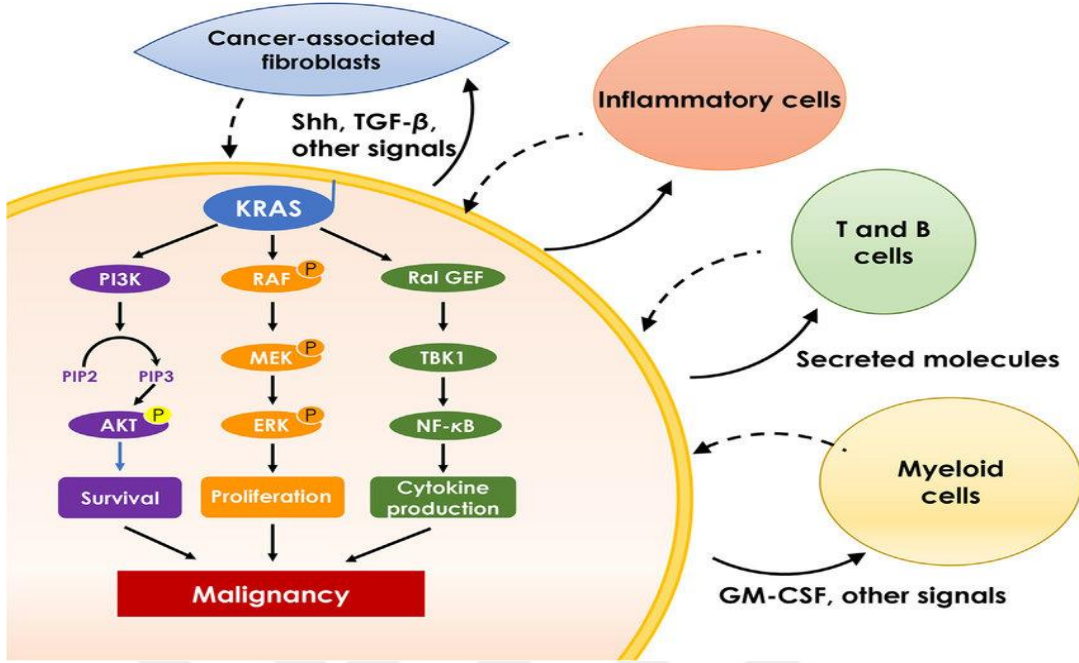 Cancer-associated
fibroblasts
Shh, TGF-β,
other signals
Inflammatory cells
T and B
cells
Secreted molecules
Myeloid
cells
GM-CSF, other signals
KRAS
PI3K
RAF P
Ral GEF
PIP2
PIP3
MEK P
TBK1
AKT P
ERK P
NF-κB
Survival
Proliferation
Cytokine
production
Malignancy